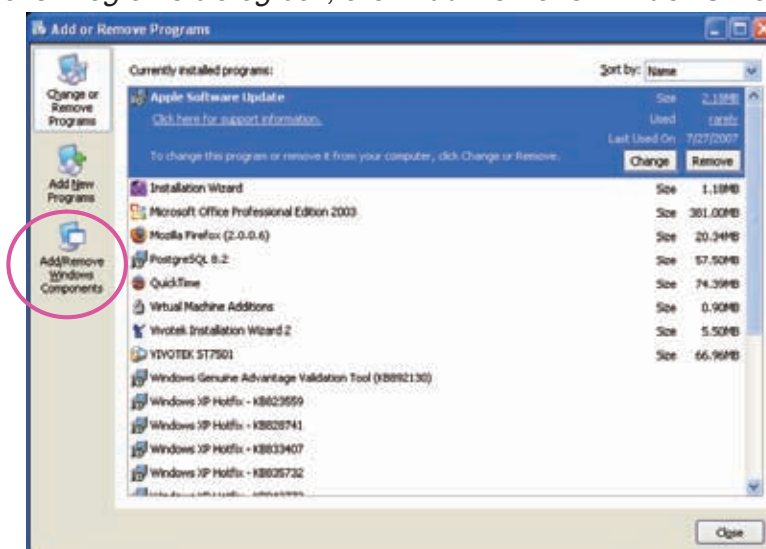 Add or Remove Programs
Currently installed programs:
Sort by: Name
Change or
Remove
Programs
Add New
Programs
Add/Remove
Windows
Components
Apple Software Update
Size 2.18MB
Click here for support information.
Used rarely
Last Used On 7/27/2007
To change this program or remove it from your computer, click Change or Remove.
Change
Remove
Installation Wizard Size 1.18MB
Microsoft Office Professional Edition 2003 Size 381.00MB
Mozilla Firefox (2.0.0.6) Size 20.34MB
PostgreSQL 8.2 Size 57.50MB
QuickTime Size 74.39MB
Virtual Machine Additions Size 0.90MB
Vivotek Installation Wizard 2 Size 5.50MB
VIVOTEK ST7501 Size 66.96MB
Windows Genuine Advantage Validation Tool (KB892130)
Windows XP Hotfix - KB823559
Windows XP Hotfix - KB828741
Windows XP Hotfix - KB833407
Windows XP Hotfix - KB835732
Close